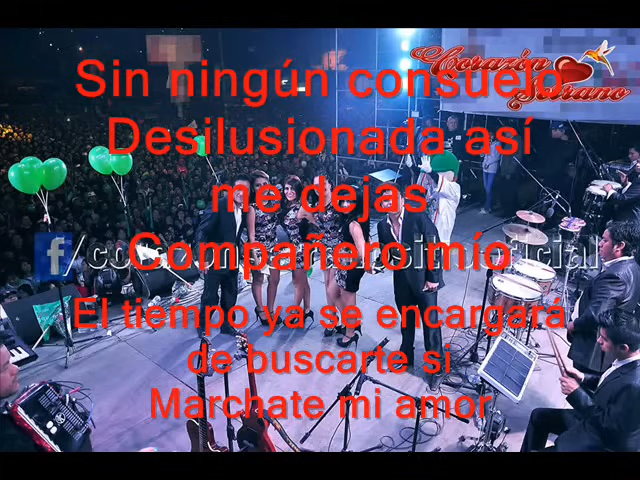 Corazón
Serrano
Sin ningún consuelo
Desilusionada así
me dejas
Compañero mío
El tiempo ya se encargará
de buscarte si
Marchate mi amor